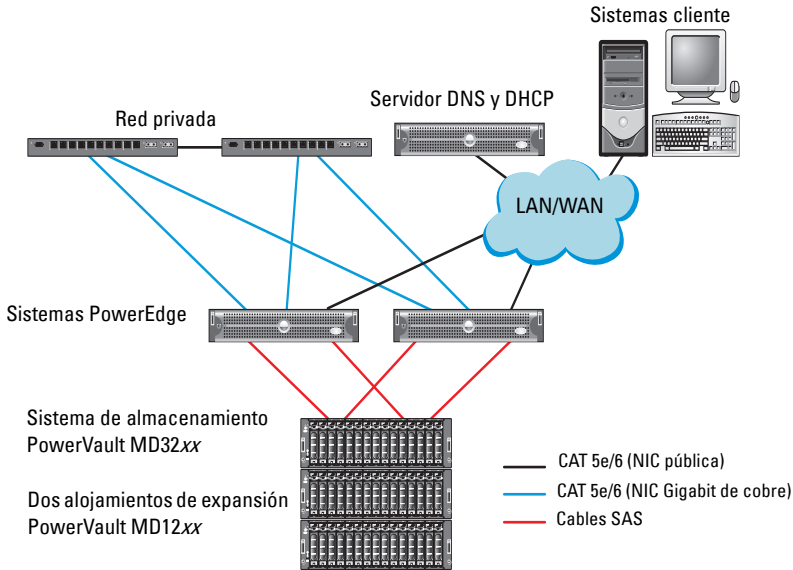 Sistemas cliente
Servidor DNS y DHCP
Red privada
LAN/WAN
Sistemas PowerEdge
Sistema de almacenamiento
PowerVault MD32xx
Dos alojamientos de expansión
PowerVault MD12xx
CAT 5e/6 (NIC pública)
CAT 5e/6 (NIC Gigabit de cobre)
Cables SAS